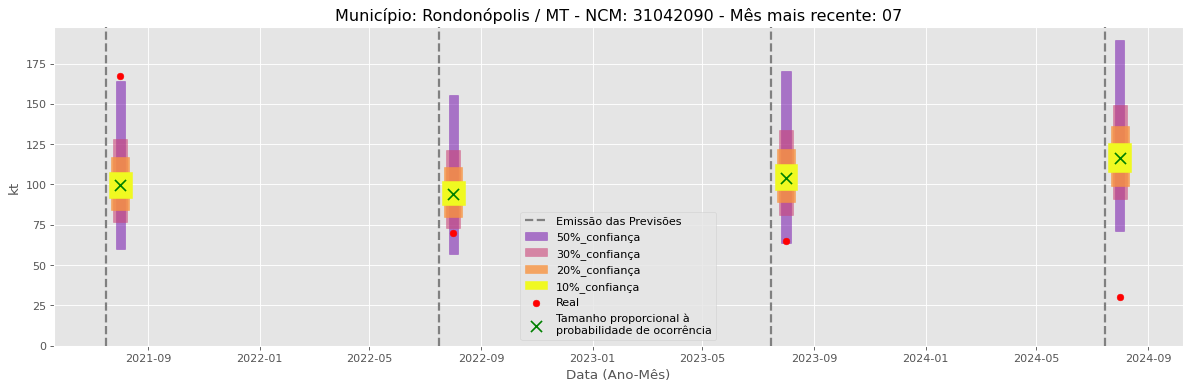 Município: Rondonópolis / MT - NCM: 31042090 - Mês mais recente: 07
kt
175
150
125
100
75
50
25
0
Emissão das Previsões
50%_confiança
30%_confiança
20%_confiança
10%_confiança
Real
Tamanho proporcional à
probabilidade de ocorrência
2021-09
2022-01
2022-05
2022-09
2023-01
2023-05
2023-09
2024-01
2024-05
2024-09
Data (Ano-Mês)